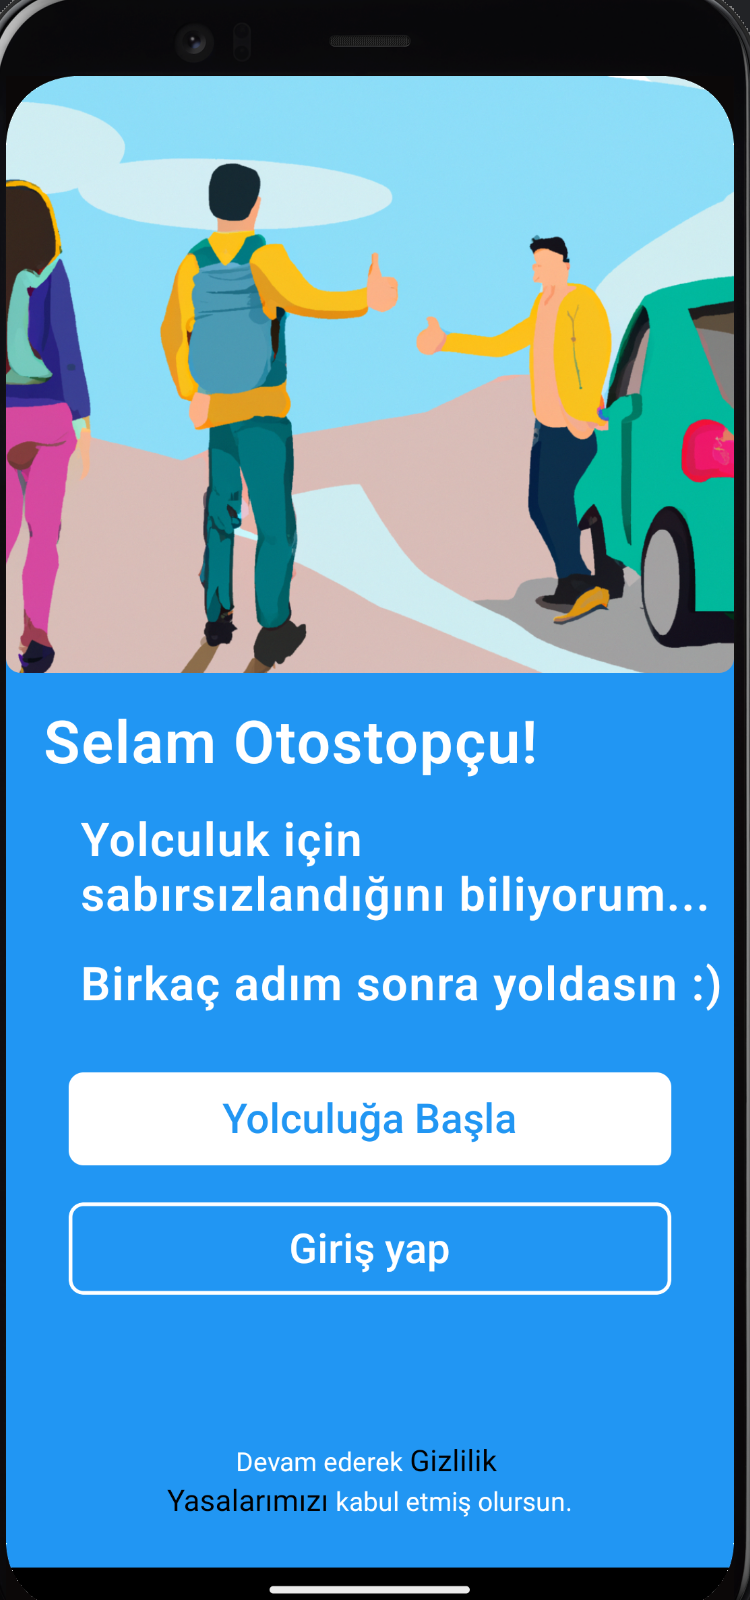 Selam Otostopçu!
Yolculuk için
sabırsızlandığını biliyorum...
Birkaç adım sonra yoldasın :)
Yolculuğa Başla
Giriş yap
Devam ederek Gizlilik
Yasalarımızı kabul etmiş olursun.